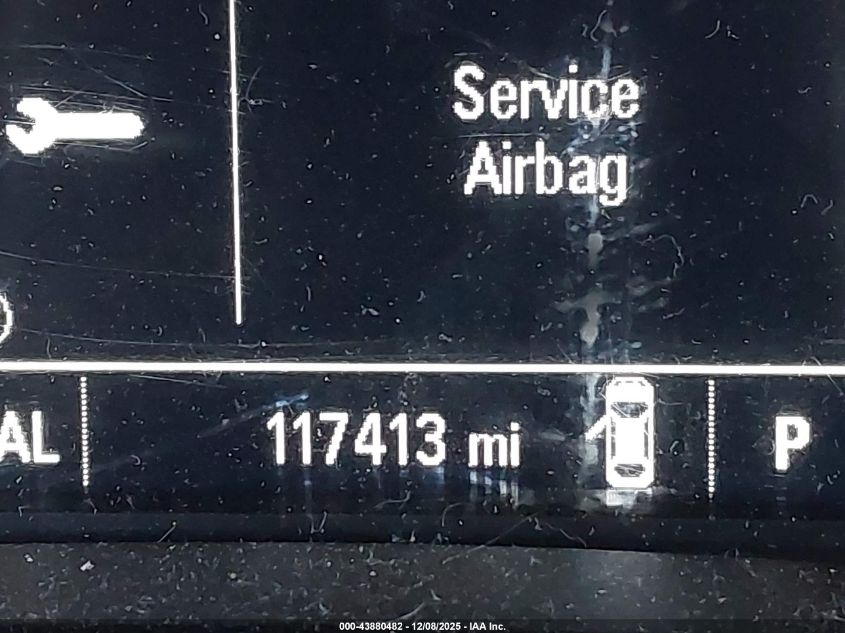 Service
Airbag
AL
117413 mi
P
000-43880482 - 12/08/2025 - IAA Inc.